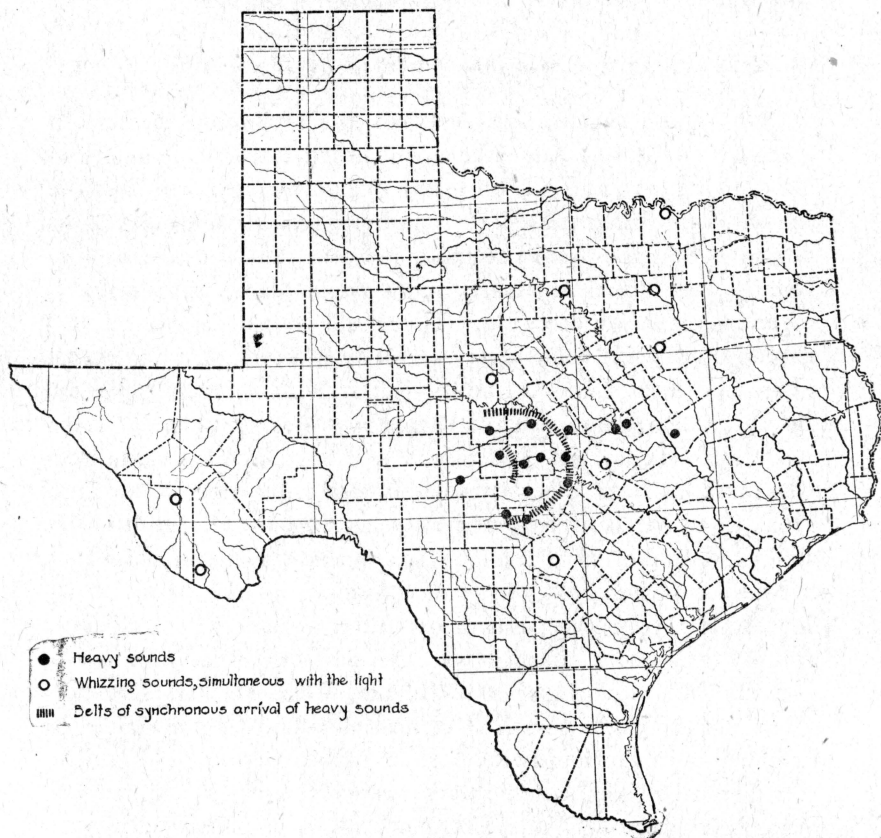 Heavy sounds
Whizzing sounds, simultaneous with the light
Belts of synchronous arrival of heavy sounds